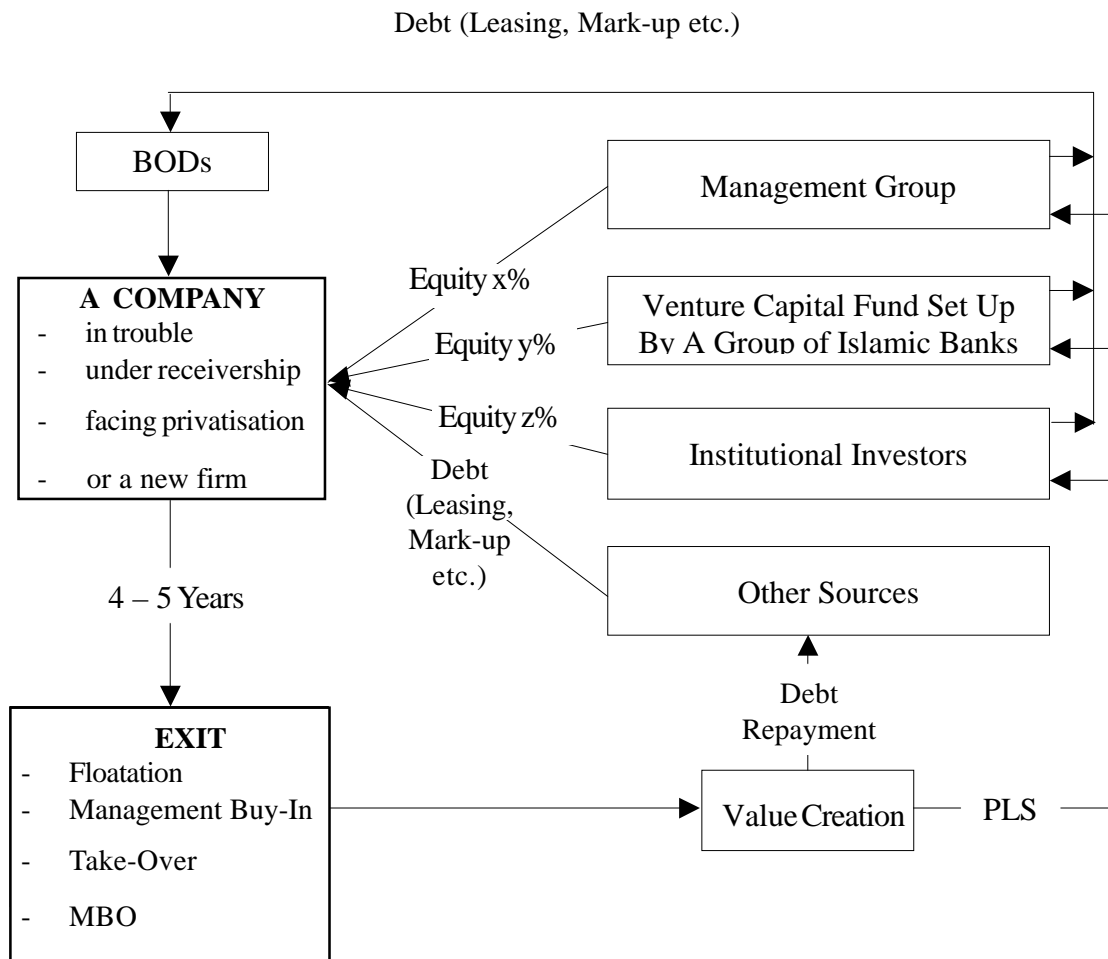 Debt (Leasing, Mark-up etc.)
BODs
Management Group
A COMPANY
- in trouble
- under receivership
- facing privatisation
- or a new firm
Equity x%
Venture Capital Fund Set Up
By A Group of Islamic Banks
Equity y%
Equity z%
Institutional Investors
Debt
(Leasing,
Mark-up
etc.)
Other Sources
4 – 5 Years
Debt
Repayment
EXIT
- Floatation
- Management Buy-In
- Take-Over
- MBO
Value Creation
PLS